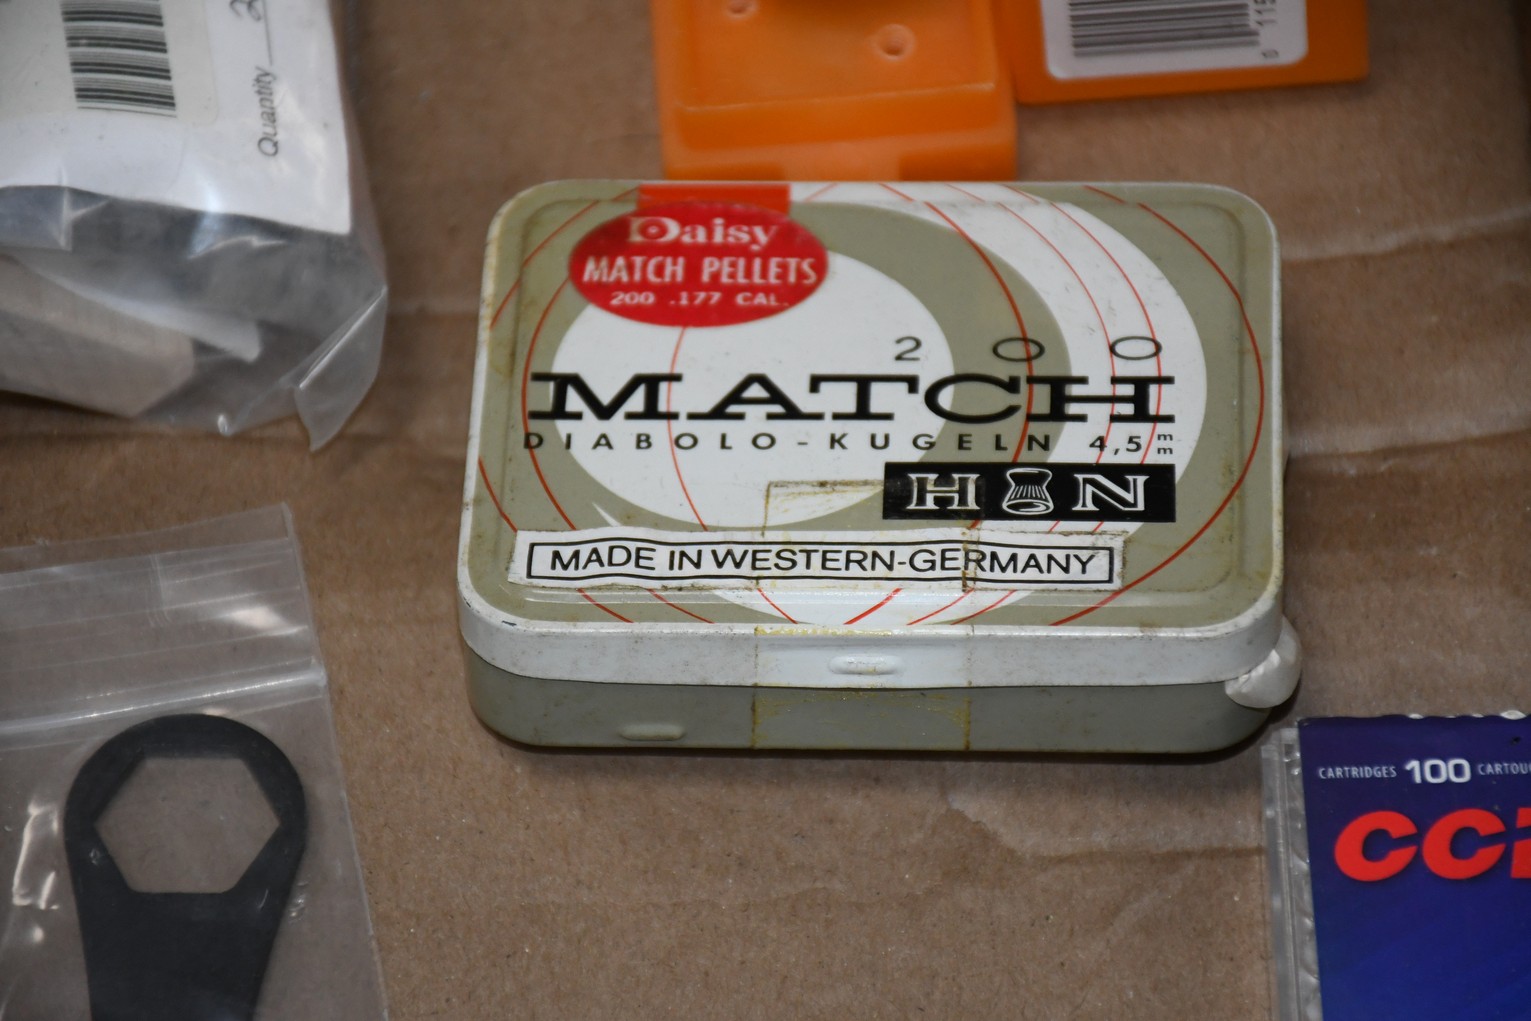 Quantity
Daisy
MATCH PELLETS
200 .177 CAL.
200
MATCH
DIABOLO-KUGELN 4,5 mm
H N
MADE IN WESTERN-GERMANY
CARTRIDGES 100
CCI